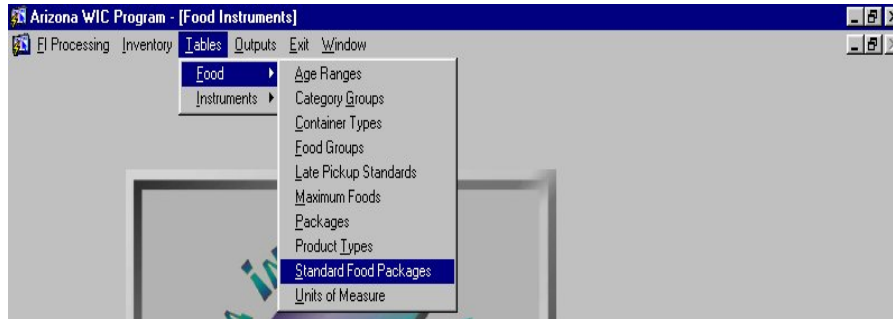 Arizona WIC Program - [Food Instruments]
FI Processing Inventory Tables Outputs Exit Window
Food
Instruments
Age Ranges
Category Groups
Container Types
Food Groups
Late Pickup Standards
Maximum Foods
Packages
Product Types
Standard Food Packages
Units of Measure